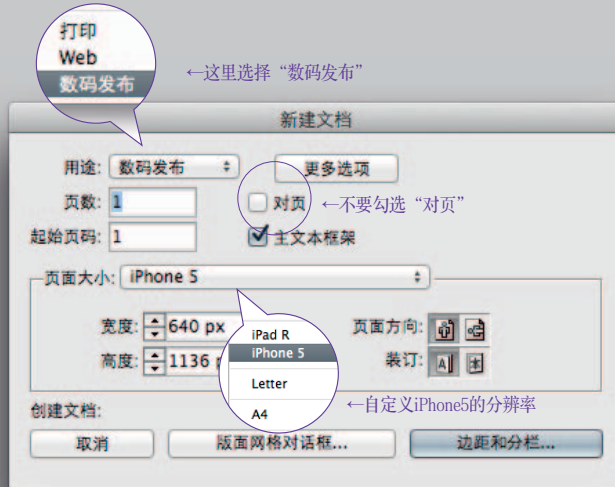 打印
Web
数码发布
←这里选择“数码发布”
新建文档
用途: 数码发布 更多选项
页数: 1 对页 ←不要勾选“对页”
起始页码: 1 主文本框架
页面大小: iPhone 5
宽度: 640 px 页面方向:
高度: 1136 装订:
iPad R
iPhone 5
Letter
A4
←自定义iPhone5的分辨率
创建文档:
取消 版面网格对话框... 边距和分栏...